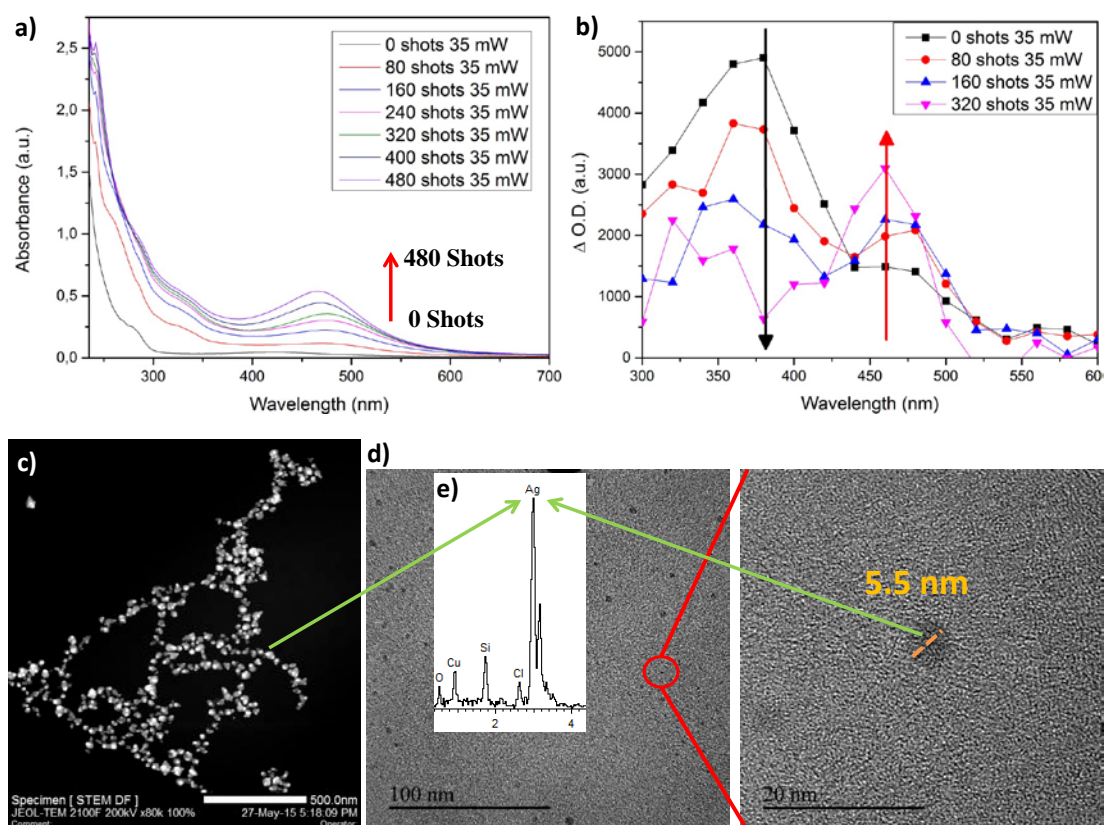 a)
2,5
2,0
1,5
1,0
0,5
0,0
Absorbance (a.u.)
0 shots 35 mW
80 shots 35 mW
160 shots 35 mW
240 shots 35 mW
320 shots 35 mW
400 shots 35 mW
480 shots 35 mW
480 Shots
0 Shots
300 400 500 600 700
Wavelength (nm)
b)
5000
4000
3000
2000
1000
0
Δ O.D. (a.u.)
0 shots 35 mW
80 shots 35 mW
160 shots 35 mW
320 shots 35 mW
300 350 400 450 500 550 600
Wavelength (nm)
c)
Specimen [ STEM DF ] 500.0nm
JEOL-TEM 2100F 200kV x80k 100% 27-May-15 5:18:09 PM
Comment: Operator:
d)
e)
Ag
Cu
Si
O
Cl
2 4
100 nm
5.5 nm
20 nm